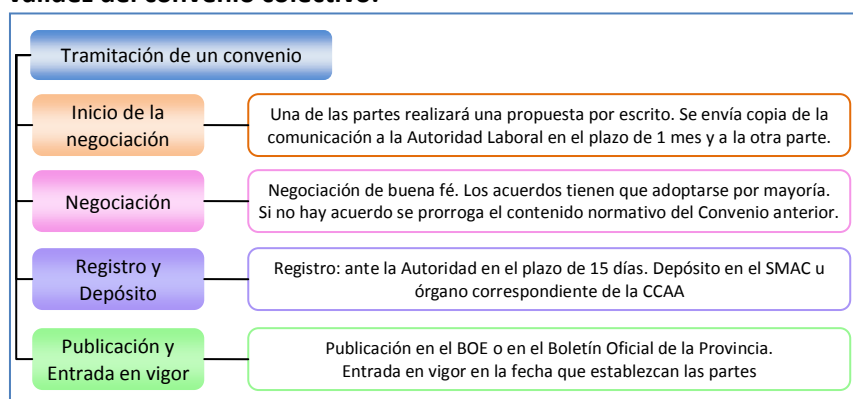 validez del convenio colectivo.
Tramitación de un convenio
Inicio de la
negociación
Una de las partes realizará una propuesta por escrito. Se envía copia de la
comunicación a la Autoridad Laboral en el plazo de 1 mes y a la otra parte.
Negociación
Negociación de buena fé. Los acuerdos tienen que adoptarse por mayoría.
Si no hay acuerdo se prorroga el contenido normativo del Convenio anterior.
Registro y
Depósito
Registro: ante la Autoridad en el plazo de 15 días. Depósito en el SMAC u
órgano correspondiente de la CCAA
Publicación y
Entrada en vigor
Publicación en el BOE o en el Boletín Oficial de la Provincia.
Entrada en vigor en la fecha que establezcan las partes